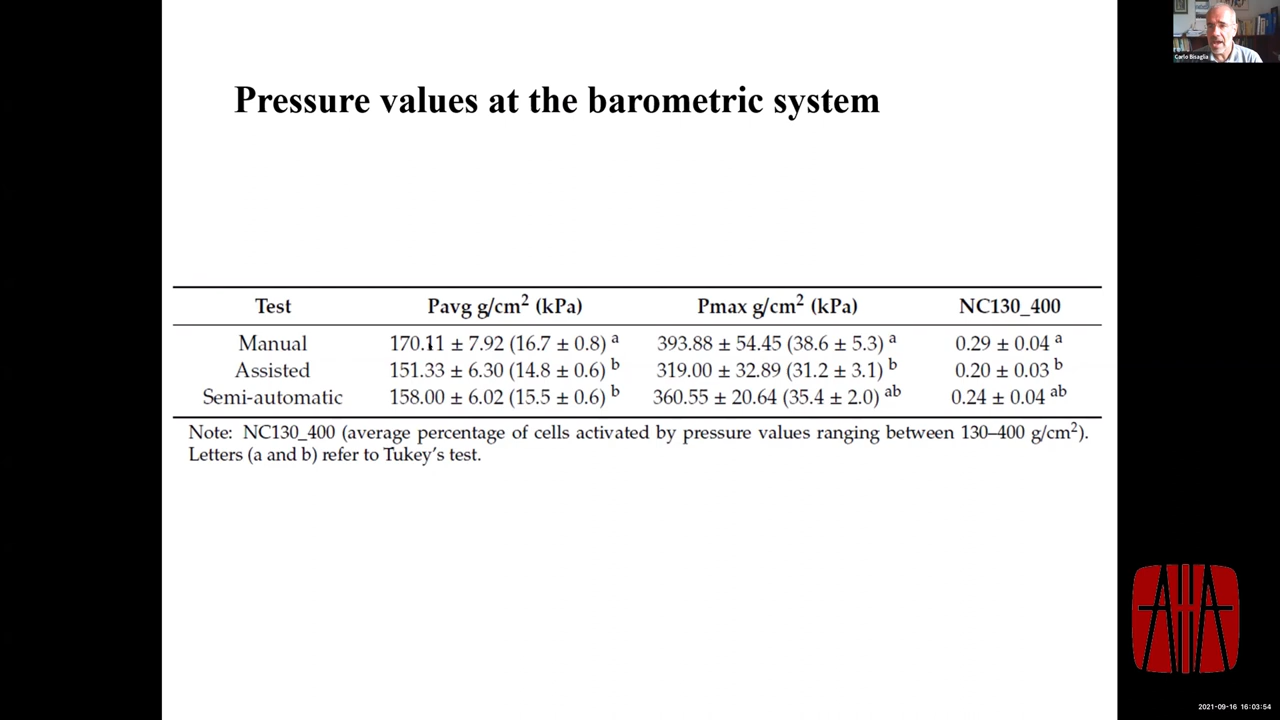 Carlo Bisaglia
Pressure values at the barometric system
Test Pavg g/cm² (kPa) Pmax g/cm² (kPa) NC130_400
Manual 170.11 ± 7.92 (16.7 ± 0.8) ᵃ 393.88 ± 54.45 (38.6 ± 5.3) ᵃ 0.29 ± 0.04 ᵃ
Assisted 151.33 ± 6.30 (14.8 ± 0.6) ᵇ 319.00 ± 32.89 (31.2 ± 3.1) ᵇ 0.20 ± 0.03 ᵇ
Semi-automatic 158.00 ± 6.02 (15.5 ± 0.6) ᵇ 360.55 ± 20.64 (35.4 ± 2.0) ᵃᵇ 0.24 ± 0.04 ᵃᵇ
Note: NC130_400 (average percentage of cells activated by pressure values ranging between 130–400 g/cm²).
Letters (a and b) refer to Tukey's test.
AIIA
2021-09-16 16:03:54